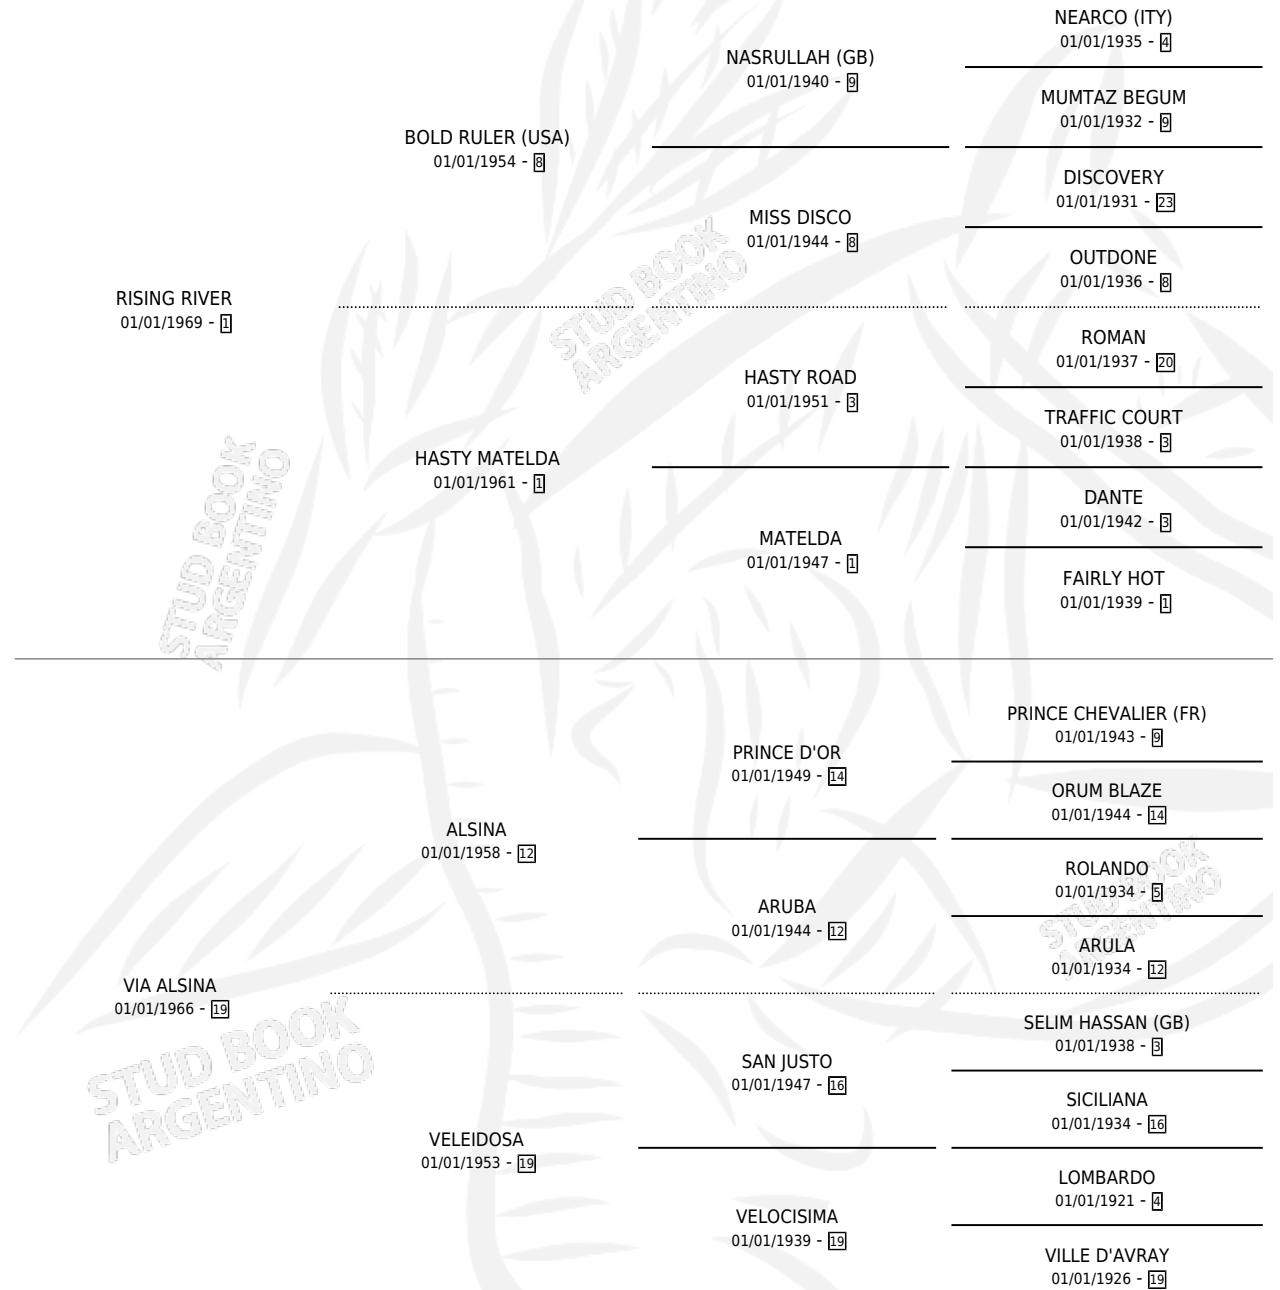 NEARCO (ITY)
01/01/1935 - 4
NASRULLAH (GB)
01/01/1940 - 9
MUMTAZ BEGUM
01/01/1932 - 9
BOLD RULER (USA)
01/01/1954 - 8
DISCOVERY
01/01/1931 - 23
MISS DISCO
01/01/1944 - 8
OUTDONE
01/01/1936 - 8
RISING RIVER
01/01/1969 - 1
ROMAN
01/01/1937 - 20
HASTY ROAD
01/01/1951 - 3
TRAFFIC COURT
01/01/1938 - 3
HASTY MATELDA
01/01/1961 - 1
DANTE
01/01/1942 - 3
MATELDA
01/01/1947 - 1
FAIRLY HOT
01/01/1939 - 1
PRINCE CHEVALIER (FR)
01/01/1943 - 9
PRINCE D'OR
01/01/1949 - 14
ORUM BLAZE
01/01/1944 - 14
ALSINA
01/01/1958 - 12
ROLANDO
01/01/1934 - 5
ARUBA
01/01/1944 - 12
ARULA
01/01/1934 - 12
VIA ALSINA
01/01/1966 - 19
SELIM HASSAN (GB)
01/01/1938 - 3
SAN JUSTO
01/01/1947 - 16
SICILIANA
01/01/1934 - 16
VELEIDOSA
01/01/1953 - 19
LOMBARDO
01/01/1921 - 4
VELOCISIMA
01/01/1939 - 19
VILLE D'AVRAY
01/01/1926 - 19
STUD BOOK
ARGENTINO
STUD BOOK
ARGENTINO
STUD BOOK
ARGENTINO
STUD BOOK
ARGENTINO